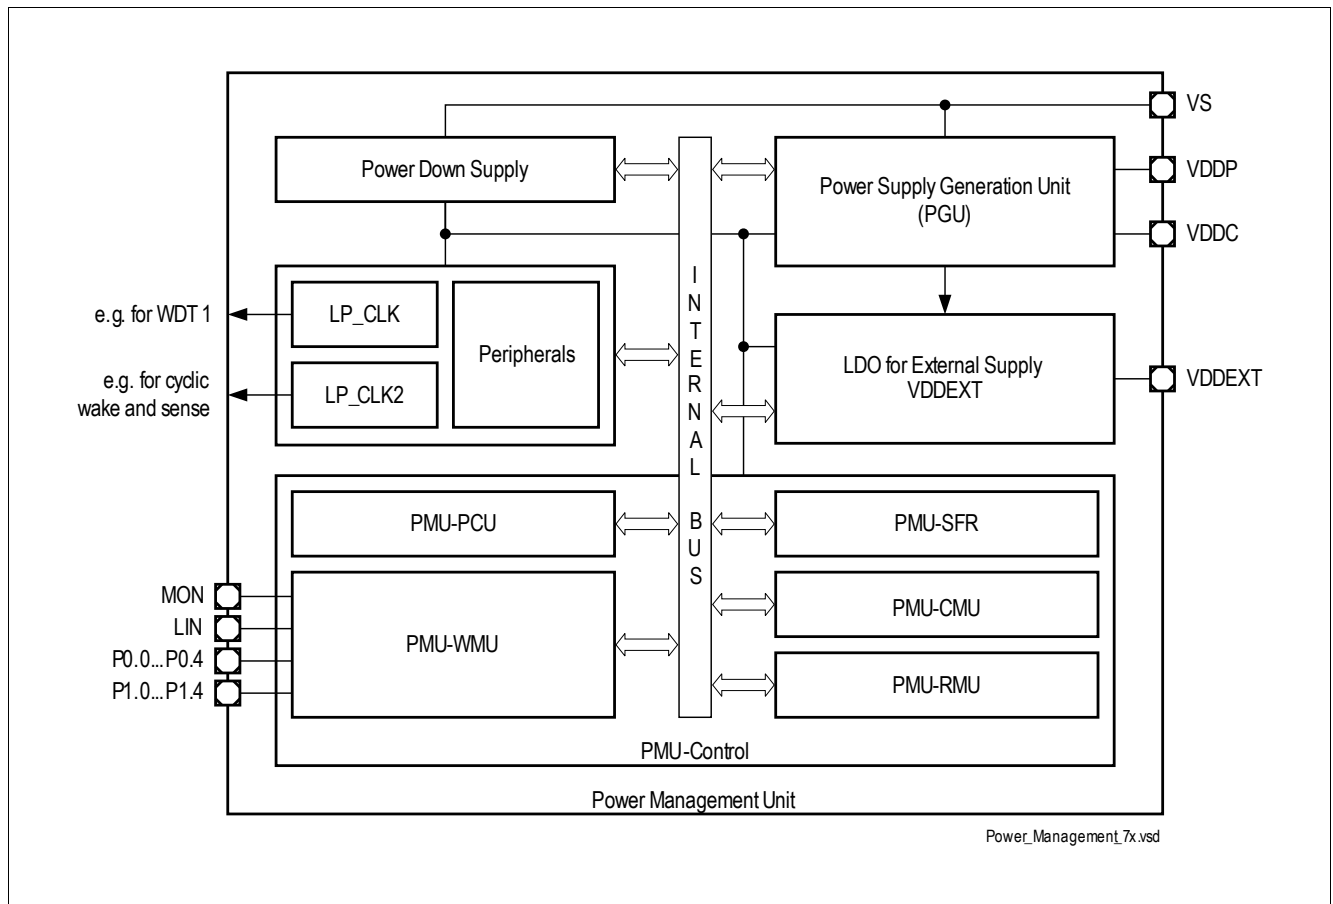 VS
Power Down Supply
Power Supply Generation Unit
(PGU)
VDDP
VDDC
INTERNAL BUS
e.g. for WDT 1
LP_CLK
Peripherals
LDO for External Supply
VDDEXT
VDDEXT
e.g. for cyclic
wake and sense
LP_CLK2
PMU-PCU
PMU-SFR
MON
LIN
P0.0...P0.4
P1.0...P1.4
PMU-WMU
PMU-CMU
PMU-RMU
PMU-Control
Power Management Unit
Power_Management_7x.vsd